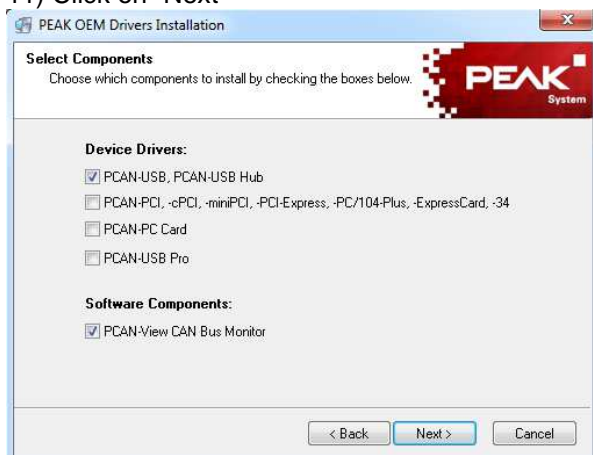 11) Click on "Next"
PEAK OEM Drivers Installation
Select Components
Choose which components to install by checking the boxes below.
PEAK
System
Device Drivers:
PCAN-USB, PCAN-USB Hub
PCAN-PCI, -cPCI, -miniPCI, -PCI-Express, -PC/104-Plus, -ExpressCard, -34
PCAN-PC Card
PCAN-USB Pro
Software Components:
PCAN-View CAN Bus Monitor
< Back Next > Cancel